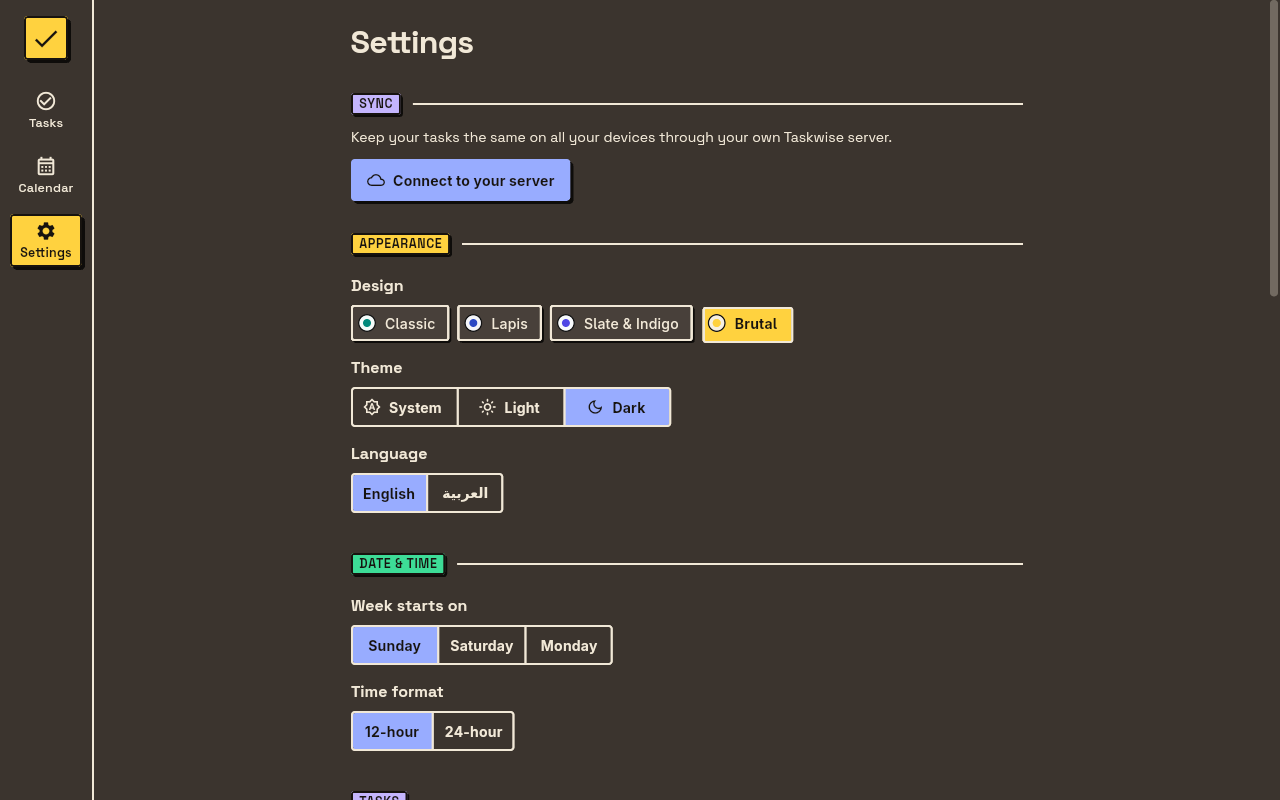 Settings
Tasks
Calendar
Settings
SYNC
Keep your tasks the same on all your devices through your own Taskwise server.
Connect to your server
APPEARANCE
Design
Classic
Lapis
Slate & Indigo
Brutal
Theme
System
Light
Dark
Language
English
العربية
DATE & TIME
Week starts on
Sunday
Saturday
Monday
Time format
12-hour
24-hour
TASKS